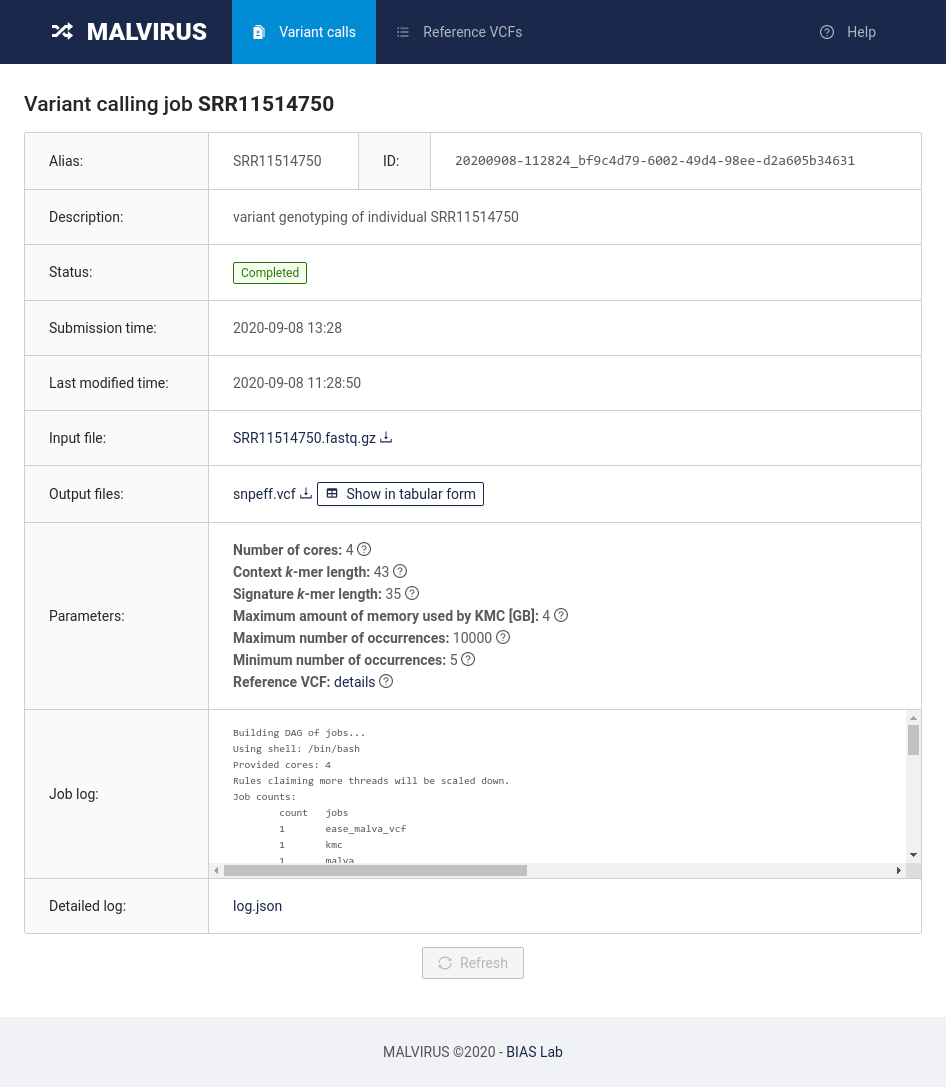 MALVIRUS Variant calls Reference VCFs Help
Variant calling job SRR11514750
Alias: SRR11514750 ID: 20200908-112824_bf9c4d79-6002-49d4-98ee-d2a605b34631
Description: variant genotyping of individual SRR11514750
Status: Completed
Submission time: 2020-09-08 13:28
Last modified time: 2020-09-08 11:28:50
Input file: SRR11514750.fastq.gz
Output files: snpeff.vcf Show in tabular form
Parameters:
Number of cores: 4
Context k-mer length: 43
Signature k-mer length: 35
Maximum amount of memory used by KMC [GB]: 4
Maximum number of occurrences: 10000
Minimum number of occurrences: 5
Reference VCF: details
Job log:
Building DAG of jobs...
Using shell: /bin/bash
Provided cores: 4
Rules claiming more threads will be scaled down.
Job counts:
count jobs
1 ease_malva_vcf
1 kmc
1 malva
Detailed log: log.json
Refresh
MALVIRUS ©2020 - BIAS Lab